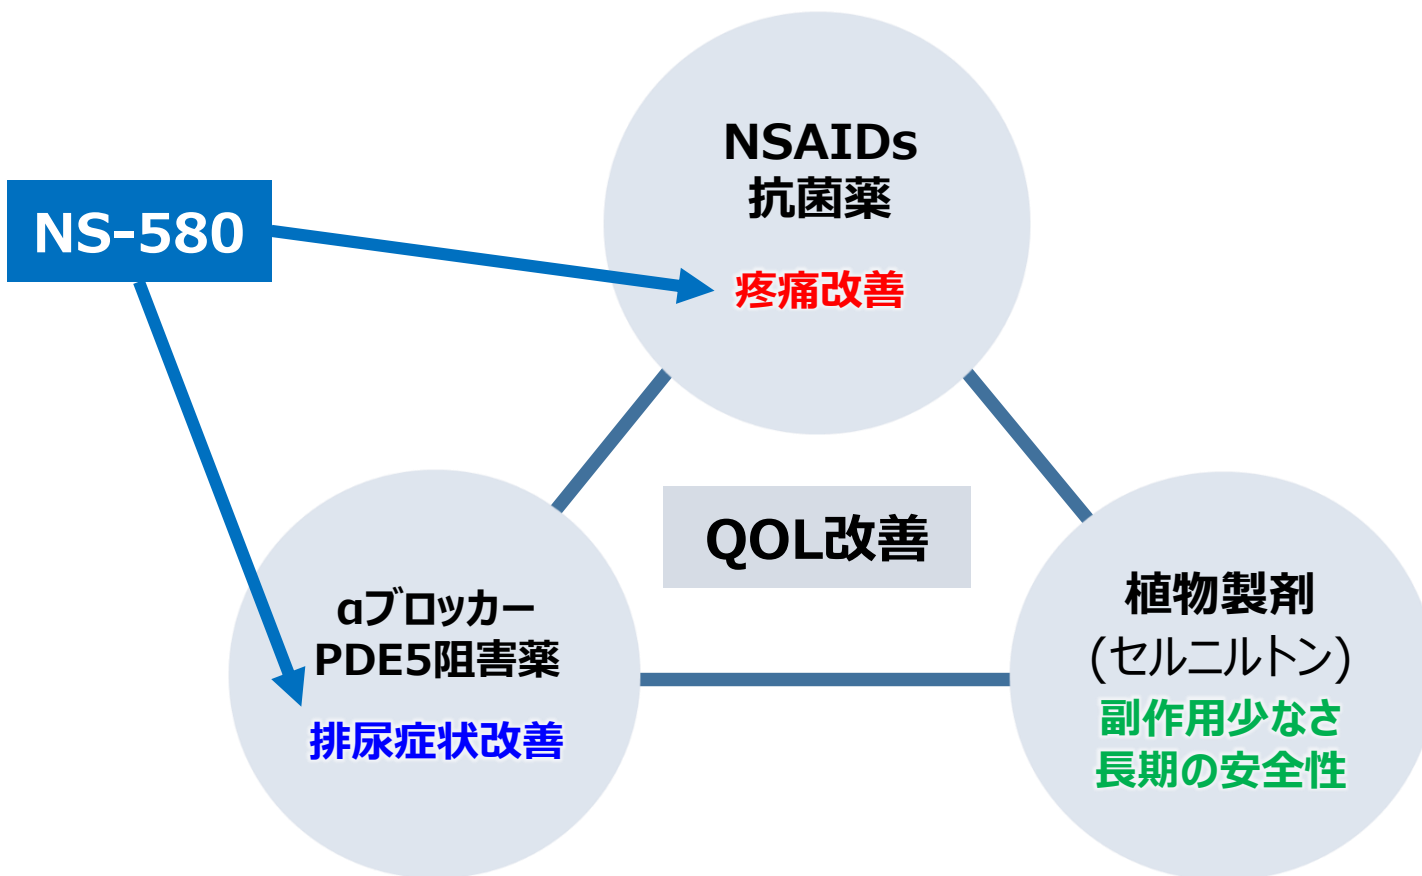 NSAIDs
抗菌薬
疼痛改善
NS-580
QOL改善
αブロッカー
PDE5阻害薬
排尿症状改善
植物製剤
(セルニルトン)
副作用少なさ
長期の安全性